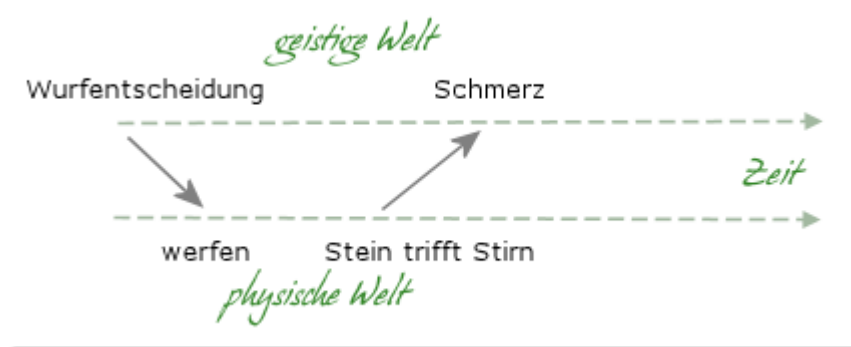 geistige Welt
Wurfentscheidung Schmerz
Zeit
werfen Stein trifft Stirn
physische Welt